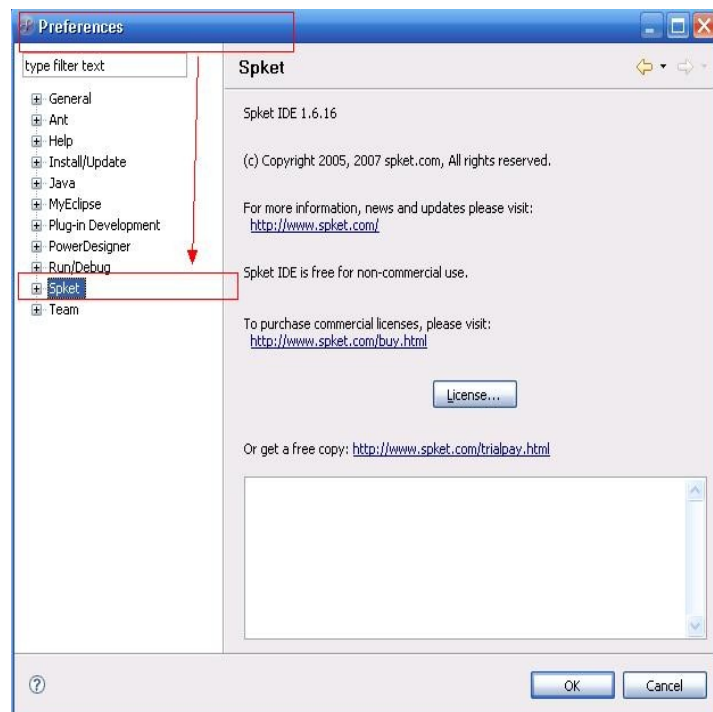 Preferences
type filter text
General
Ant
Help
Install/Update
Java
MyEclipse
Plug-in Development
PowerDesigner
Run/Debug
Spket
Team
Spket
Spket IDE 1.6.16
(c) Copyright 2005, 2007 spket.com, All rights reserved.
For more information, news and updates please visit:
http://www.spket.com/
Spket IDE is free for non-commercial use.
To purchase commercial licenses, please visit:
http://www.spket.com/buy.html
License...
Or get a free copy: http://www.spket.com/trialpay.html
OK
Cancel